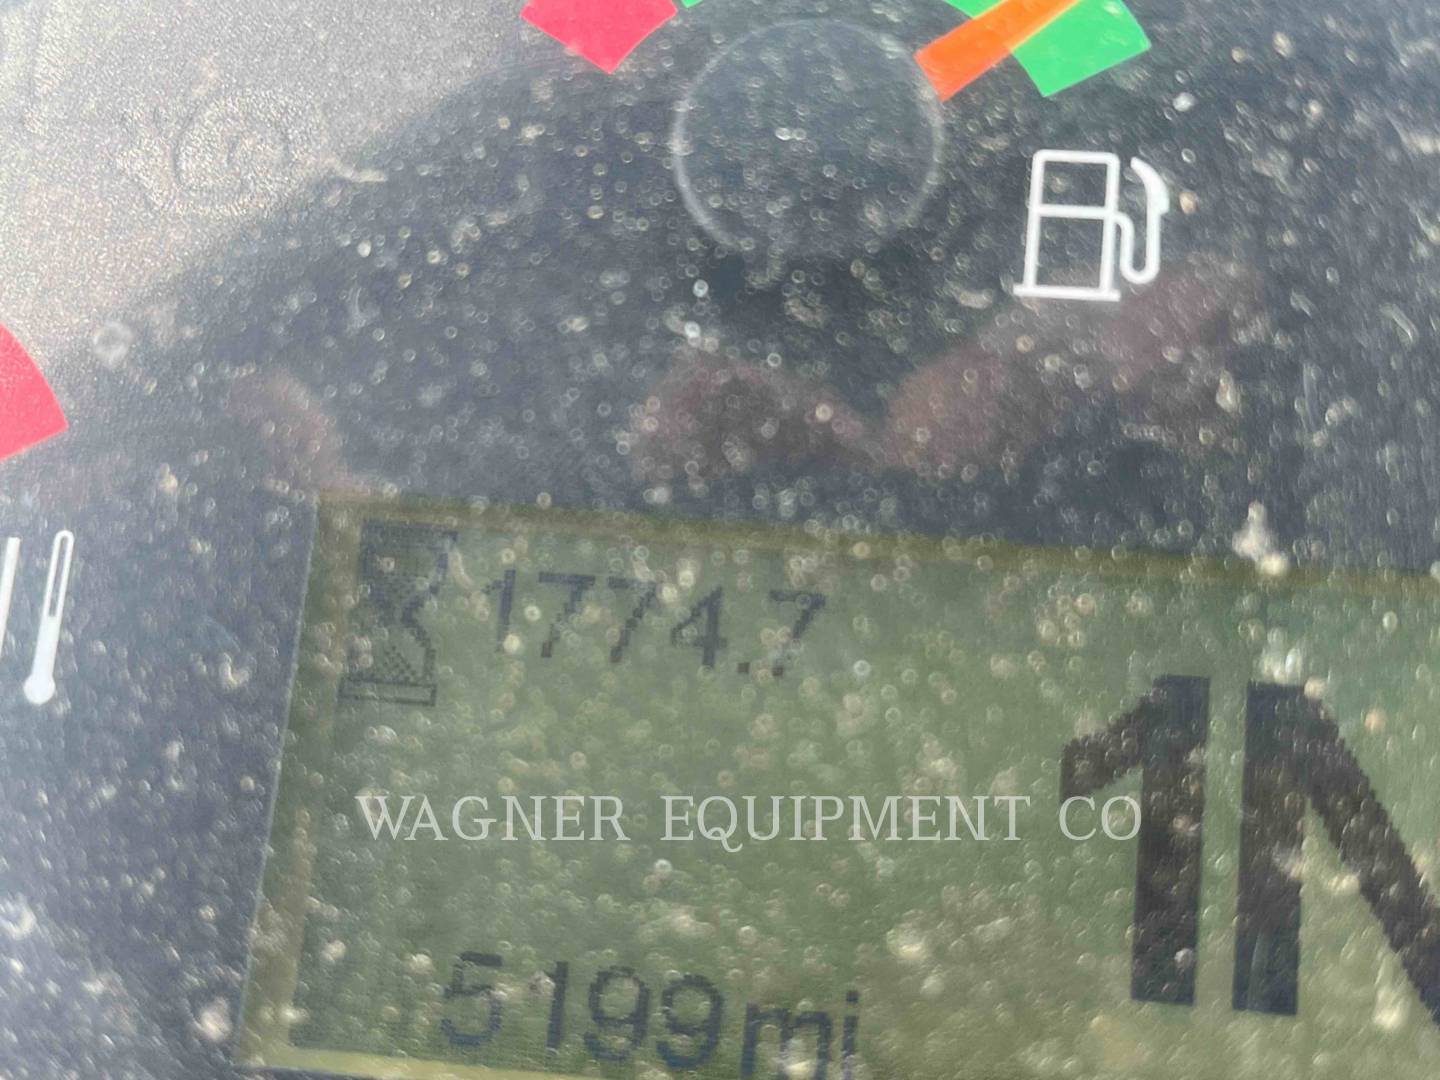 1774.7
1N
WAGNER EQUIPMENT CO
5199mi